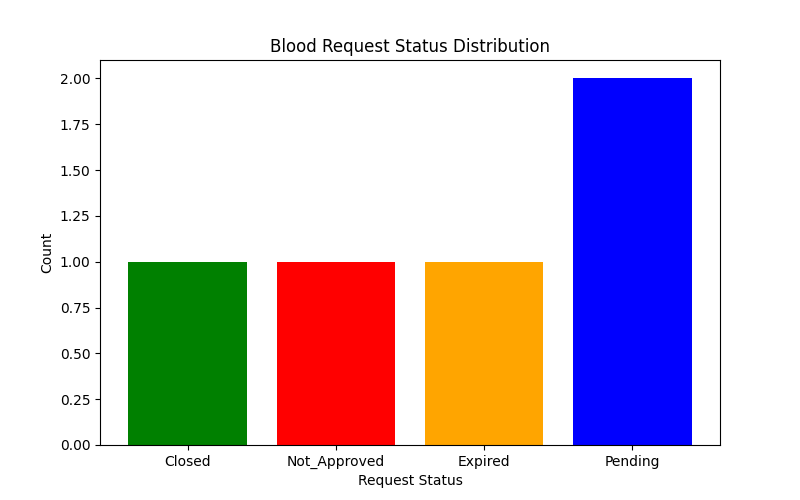 Blood Request Status Distribution
2.00
1.75
1.50
1.25
1.00
0.75
0.50
0.25
0.00
Count
Closed Not_Approved Expired Pending
Request Status